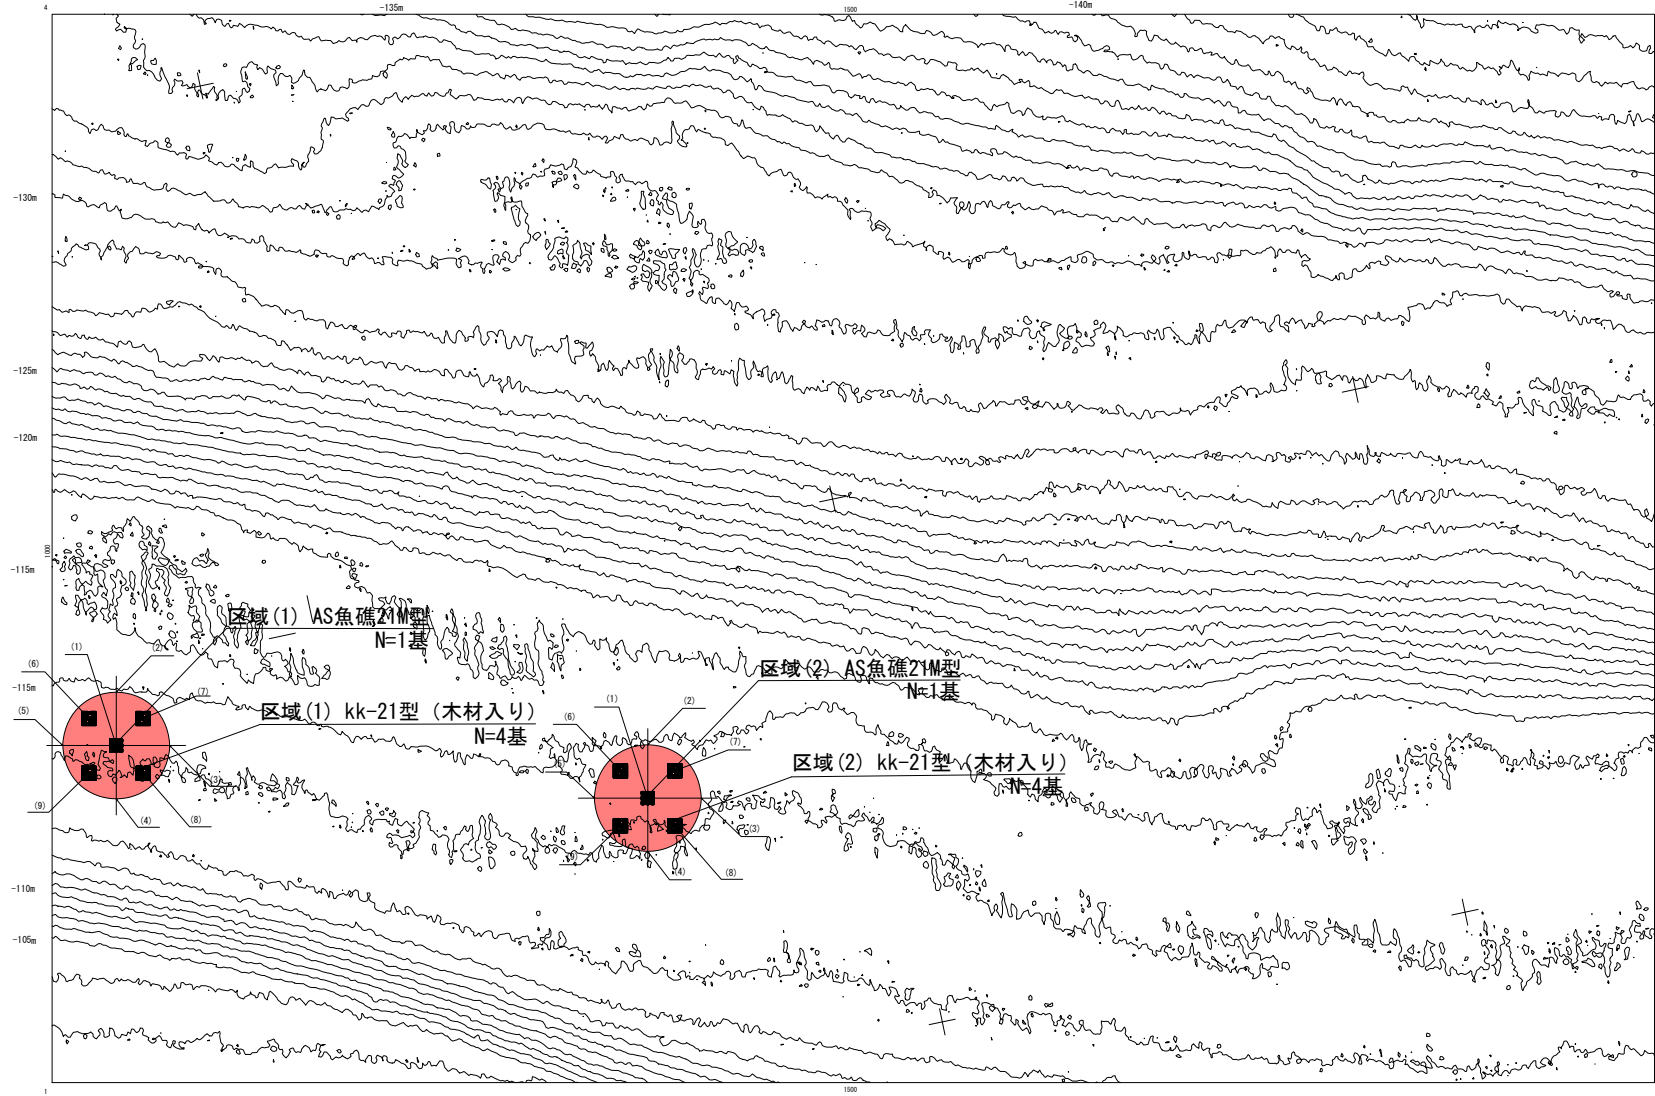 4
-135m
1500
-140m
-130m
-125m
-120m
1000
-115m
区域(1) AS魚礁21M型
N=1基
(1)
(2)
(6)
(7)
-115m
(5)
区域(1) kk-21型（木材入り）
N=4基
(3)
(9)
(4)
(8)
区域(2) AS魚礁21M型
N=1基
(1)
(2)
(6)
(7)
区域(2) kk-21型（木材入り）
N=4基
(3)
(4)
(8)
-110m
-105m
1
1500